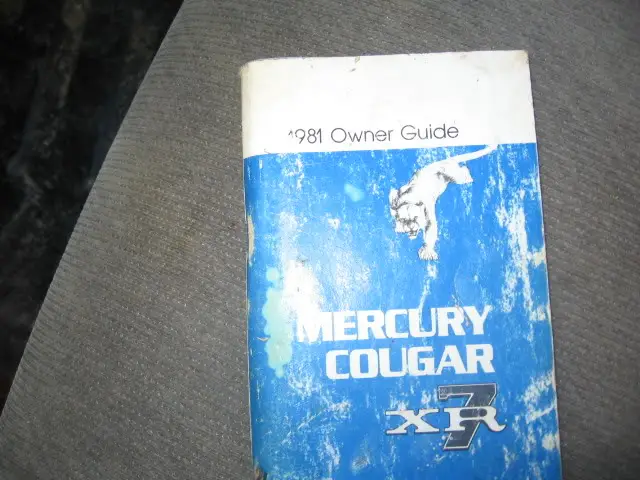 1981 Owner Guide
MERCURY
COUGAR
XR7